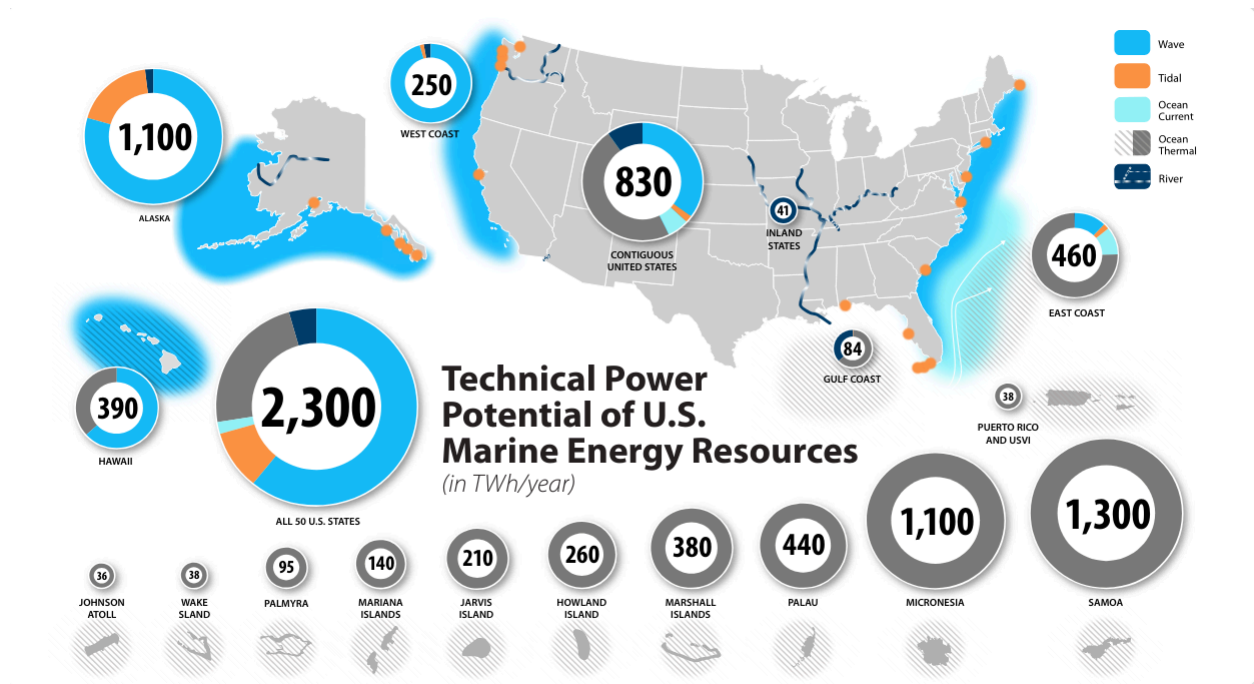 Wave
Tidal
Ocean
Current
Ocean
Thermal
River
1,100
ALASKA
250
WEST COAST
830
CONTIGUOUS
UNITED STATES
41
INLAND
STATES
460
EAST COAST
84
GULF COAST
390
HAWAII
2,300
ALL 50 U.S. STATES
Technical Power
Potential of U.S.
Marine Energy Resources
(in TWh/year)
38
PUERTO RICO
AND USVI
36
JOHNSON
ATOLL
38
WAKE
SLAND
95
PALMYRA
140
MARIANA
ISLANDS
210
JARVIS
ISLAND
260
HOWLAND
ISLAND
380
MARSHALL
ISLANDS
440
PALAU
1,100
MICRONESIA
1,300
SAMOA